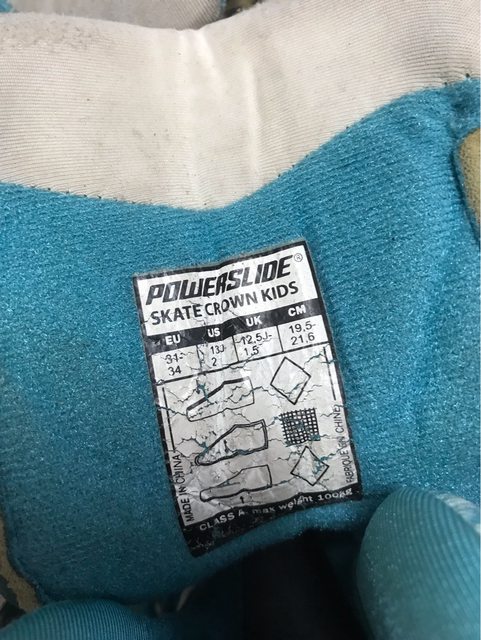 POWERSLIDE®
SKATE CROWN KIDS
EU US UK CM
31- 13J- 12.5J- 19.5-
34 2 1.5 21.6
MADE IN CHINA
FABRIQUÉ EN CHINE
CLASS A, max weight 100kg